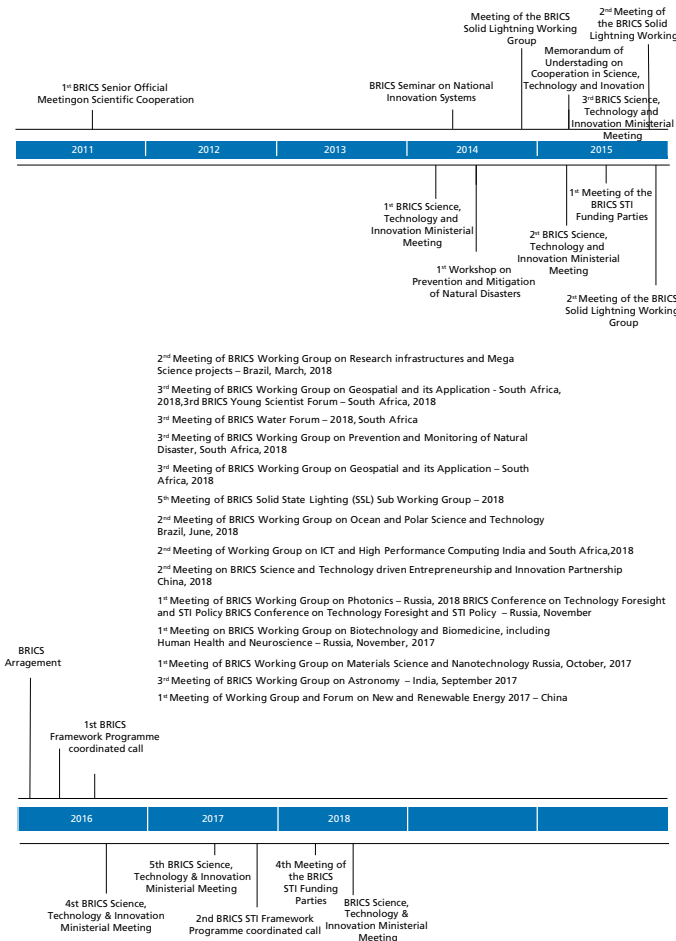 Meeting of the BRICS
Solid Lightning Working
Group
2nd Meeting of
the BRICS Solid
Lightning Working
Memorandum of
Understading on
Cooperation in Science,
Technology and Inovation
1st BRICS Senior Official
Meetingon Scientific Cooperation
BRICS Seminar on National
Innovation Systems
3rd BRICS Science,
Technology and
Innovation Ministerial
Meeting
2011
2012
2013
2014
2015
1st BRICS Science,
Technology and
Innovation Ministerial
Meeting
1st Workshop on
Prevention and Mitigation
of Natural Disasters
1st Meeting of the
BRICS STI
Funding Parties
2st BRICS Science,
Technology and
Innovation Ministerial
Meeting
2st Meeting of the BRICS
Solid Lightning Working
Group
2nd Meeting of BRICS Working Group on Research infrastructures and Mega
Science projects – Brazil, March, 2018
3rd Meeting of BRICS Working Group on Geospatial and its Application - South Africa,
2018,3rd BRICS Young Scientist Forum – South Africa, 2018
3rd Meeting of BRICS Water Forum – 2018, South Africa
3rd Meeting of BRICS Working Group on Prevention and Monitoring of Natural
Disaster, South Africa, 2018
3rd Meeting of BRICS Working Group on Geospatial and its Application – South
Africa, 2018
5th Meeting of BRICS Solid State Lighting (SSL) Sub Working Group – 2018
2nd Meeting of BRICS Working Group on Ocean and Polar Science and Technology
Brazil, June, 2018
2nd Meeting of Working Group on ICT and High Performance Computing India and South Africa,2018
2nd Meeting on BRICS Science and Technology driven Entrepreneurship and Innovation Partnership
China, 2018
1st Meeting of BRICS Working Group on Photonics – Russia, 2018 BRICS Conference on Technology Foresight
and STI Policy BRICS Conference on Technology Foresight and STI Policy – Russia, November
1st Meeting on BRICS Working Group on Biotechnology and Biomedicine, including
Human Health and Neuroscience – Russia, November, 2017
1st Meeting of BRICS Working Group on Materials Science and Nanotechnology Russia, October, 2017
3rd Meeting of BRICS Working Group on Astronomy – India, September 2017
1st Meeting of Working Group and Forum on New and Renewable Energy 2017 – China
BRICS
Arragement
1st BRICS
Framework Programme
coordinated call
2016
2017
2018
4st BRICS Science,
Technology & Innovation
Ministerial Meeting
5th BRICS Science,
Technology & Innovation
Ministerial Meeting
2nd BRICS STI Framework
Programme coordinated call
4th Meeting of
the BRICS
STI Funding
Parties
BRICS Science,
Technology &
Innovation Ministerial
Meeting